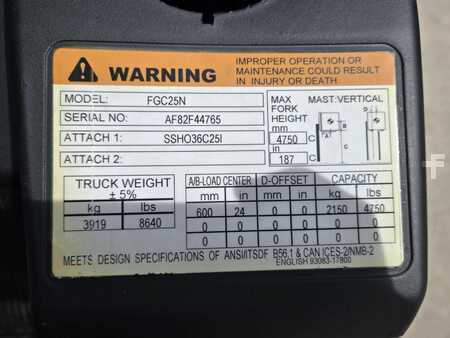 WARNING
IMPROPER OPERATION OR
MAINTENANCE COULD RESULT
IN INJURY OR DEATH
MODEL: FGC25N
SERIAL NO: AF82F44765
ATTACH 1: SSHO36C25I
ATTACH 2:
MAX
FORK
HEIGHT
mm
4750 C
in
187 C
MAST: VERTICAL
A B
C
TRUCK WEIGHT
± 5%
kg lbs
3919 8640
A/B-LOAD CENTER D-OFFSET CAPACITY
mm in mm in kg lbs
600 24 0 0 2150 4750
0 0 0 0 0 0
0 0 0 0 0 0
MEETS DESIGN SPECIFICATIONS OF ANSI/ITSDF B56.1 & CAN ICES-2/NMB-2
ENGLISH 93083-17800